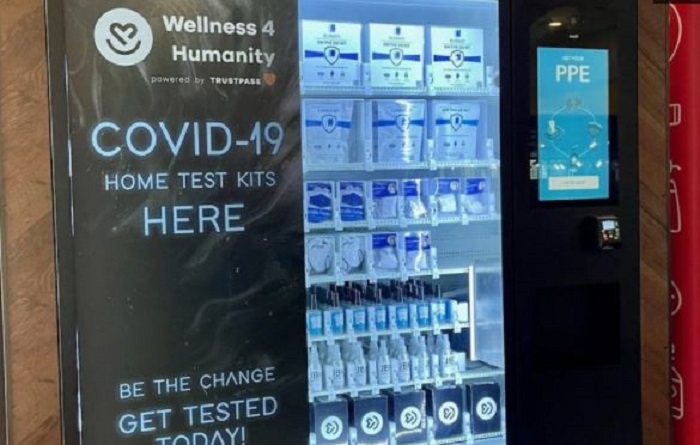 Wellness 4
Humanity
powered by TRUSTPASS
COVID-19
HOME TEST KITS
HERE
BE THE CHANGE
GET TESTED
TODAY!
PPE